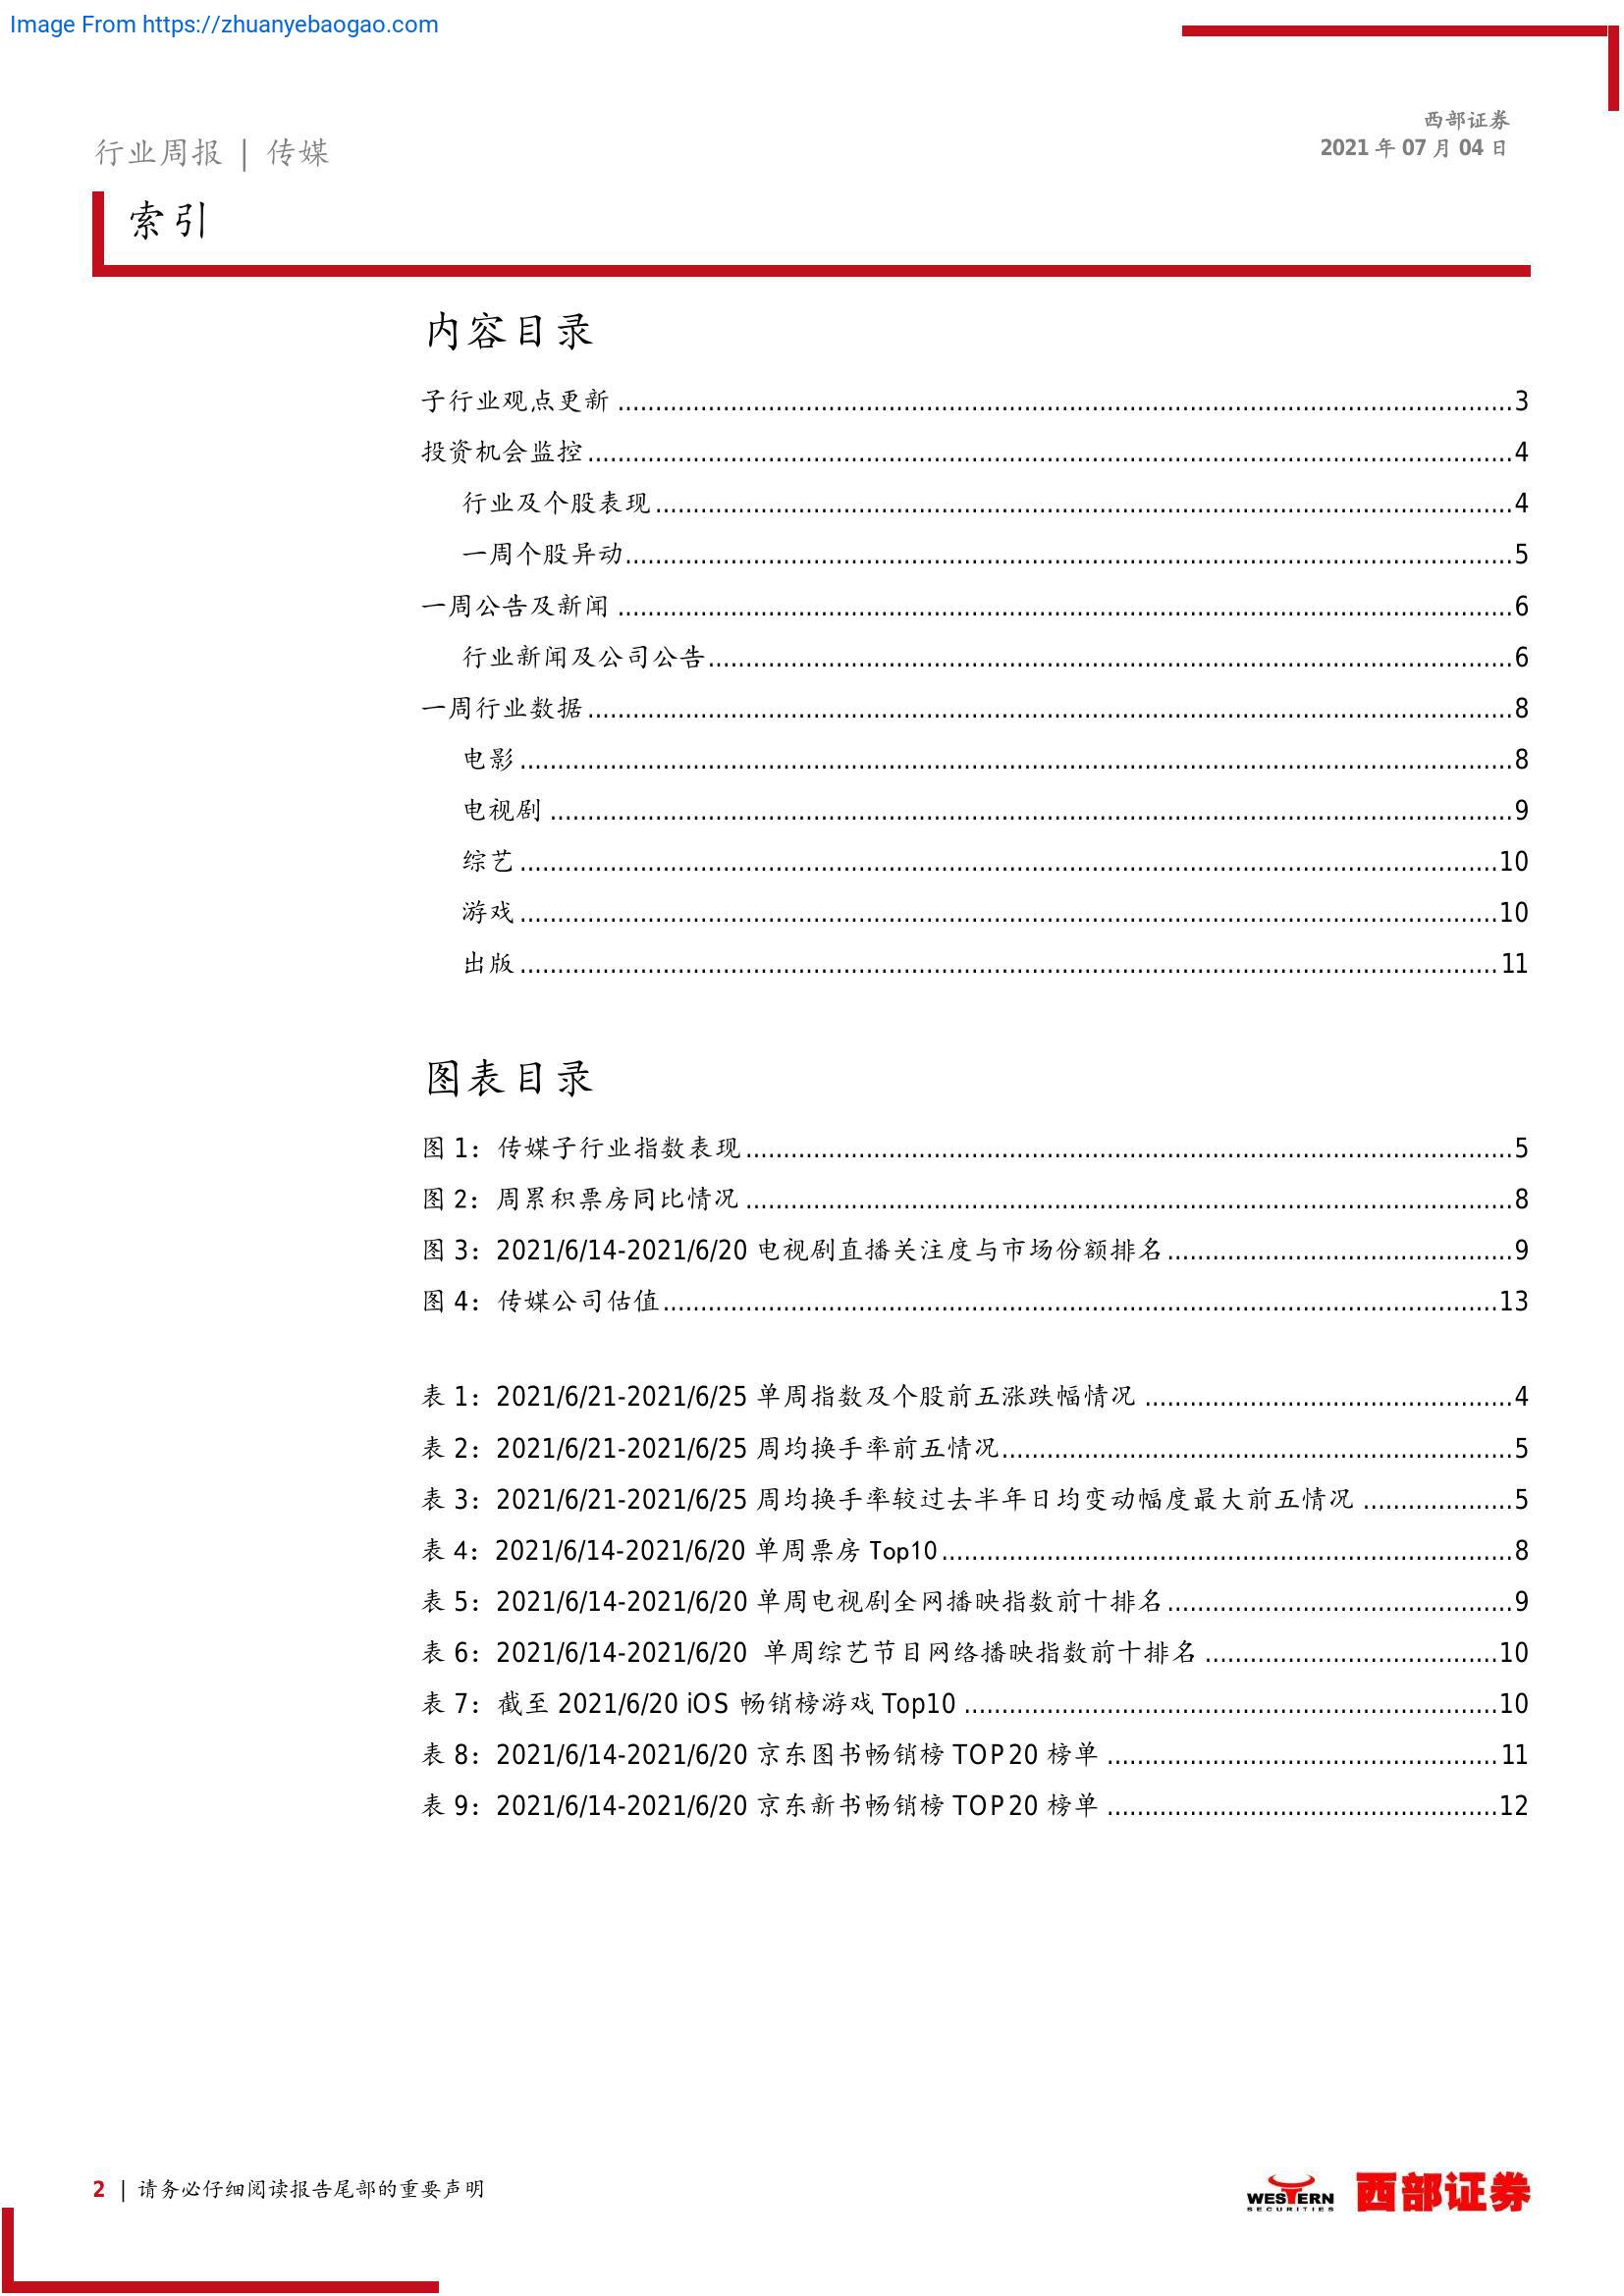 Image From https://zhuanyebaogao.com
西部证券
2021 年 07 月 04 日
行业周报 | 传媒
索引
内容目录
子行业观点更新 ........ 3
投资机会监控 ........ 4
行业及个股表现 ........ 4
一周个股异动 ........ 5
一周公告及新闻 ........ 6
行业新闻及公司公告 ........ 6
一周行业数据 ........ 8
电影 ........ 8
电视剧 ........ 9
综艺 ........ 10
游戏 ........ 10
出版 ........ 11
图表目录
图 1：传媒子行业指数表现 ........ 5
图 2：周累积票房同比情况 ........ 8
图 3：2021/6/14-2021/6/20 电视剧直播关注度与市场份额排名 ........ 9
图 4：传媒公司估值 ........ 13
表 1：2021/6/21-2021/6/25 单周指数及个股前五涨跌幅情况 ........ 4
表 2：2021/6/21-2021/6/25 周均换手率前五情况 ........ 5
表 3：2021/6/21-2021/6/25 周均换手率较过去半年日均变动幅度最大前五情况 ........ 5
表 4：2021/6/14-2021/6/20 单周票房 Top10 ........ 8
表 5：2021/6/14-2021/6/20 单周电视剧全网播映指数前十排名 ........ 9
表 6：2021/6/14-2021/6/20 单周综艺节目网络播映指数前十排名 ........ 10
表 7：截至 2021/6/20 iOS 畅销榜游戏 Top10 ........ 10
表 8：2021/6/14-2021/6/20 京东图书畅销榜 TOP20 榜单 ........ 11
表 9：2021/6/14-2021/6/20 京东新书畅销榜 TOP20 榜单 ........ 12
2 | 请务必仔细阅读报告尾部的重要声明
WESTERN
SECURITIES
西部证券